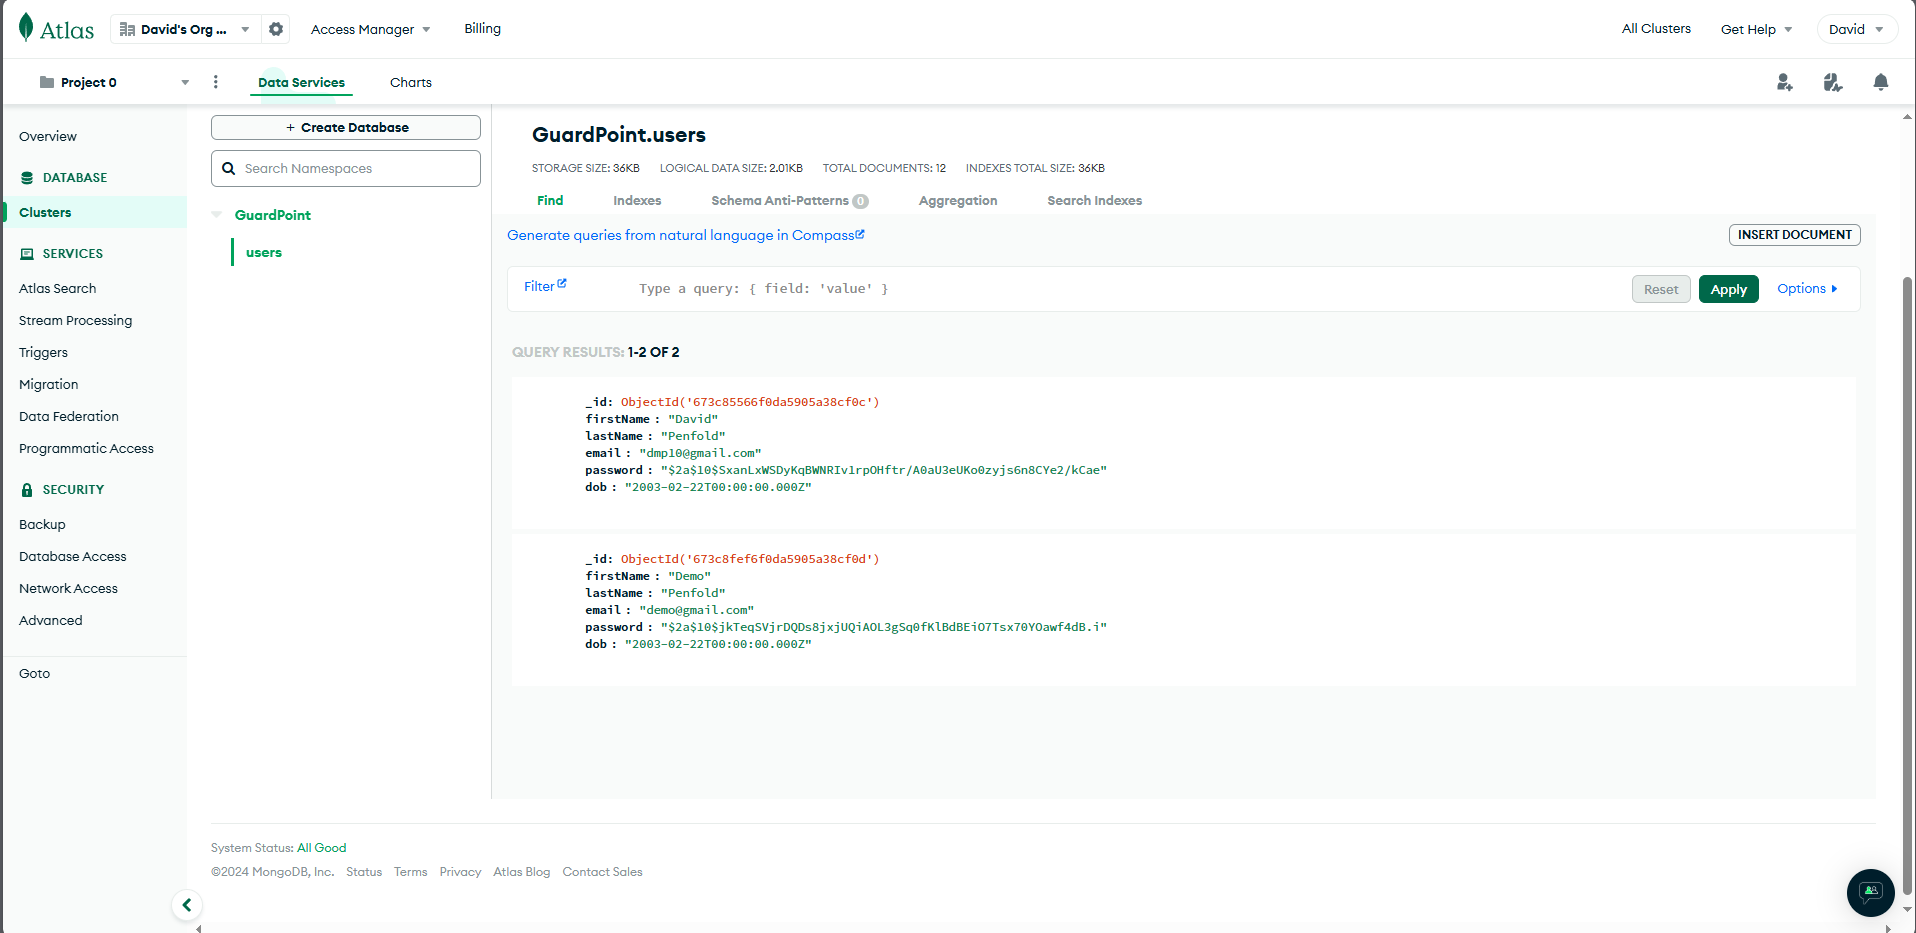 Atlas
David's Org ...
Access Manager
Billing
All Clusters
Get Help
David
Project 0
Data Services
Charts
Overview
DATABASE
Clusters
SERVICES
Atlas Search
Stream Processing
Triggers
Migration
Data Federation
Programmatic Access
SECURITY
Backup
Database Access
Network Access
Advanced
Goto
+ Create Database
Search Namespaces
GuardPoint
users
GuardPoint.users
STORAGE SIZE: 36KB LOGICAL DATA SIZE: 2.01KB TOTAL DOCUMENTS: 12 INDEXES TOTAL SIZE: 36KB
Find Indexes Schema Anti-Patterns 0 Aggregation Search Indexes
Generate queries from natural language in Compass
INSERT DOCUMENT
Filter
Type a query: { field: 'value' }
Reset
Apply
Options
QUERY RESULTS: 1-2 OF 2
_id: ObjectId('673c85566f0da5905a38cf0c')
firstName : "David"
lastName : "Penfold"
email : "dmp10@gmail.com"
password : "$2a$10$SxanLxWSDyKqBWNRIv1rpOHftr/A0aU3eUKo0zyjs6n8CYe2/kCae"
dob : "2003-02-22T00:00:00.000Z"
_id: ObjectId('673c8fef6f0da5905a38cf0d')
firstName : "Demo"
lastName : "Penfold"
email : "demo@gmail.com"
password : "$2a$10$jkTeqSVjrDQDs8jxjUQiAOL3gSq0fKlBdBEiO7Tsx70YOawf4dB.i"
dob : "2003-02-22T00:00:00.000Z"
System Status: All Good
©2024 MongoDB, Inc. Status Terms Privacy Atlas Blog Contact Sales